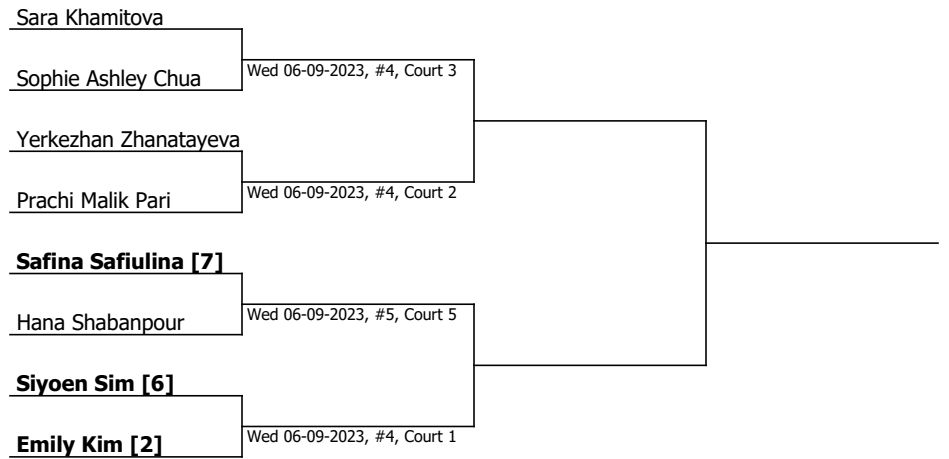 Sara Khamitova
Wed 06-09-2023, #4, Court 3
Sophie Ashley Chua
Yerkezhan Zhanatayeva
Wed 06-09-2023, #4, Court 2
Prachi Malik Pari
Safina Safiulina [7]
Wed 06-09-2023, #5, Court 5
Hana Shabanpour
Siyoen Sim [6]
Wed 06-09-2023, #4, Court 1
Emily Kim [2]